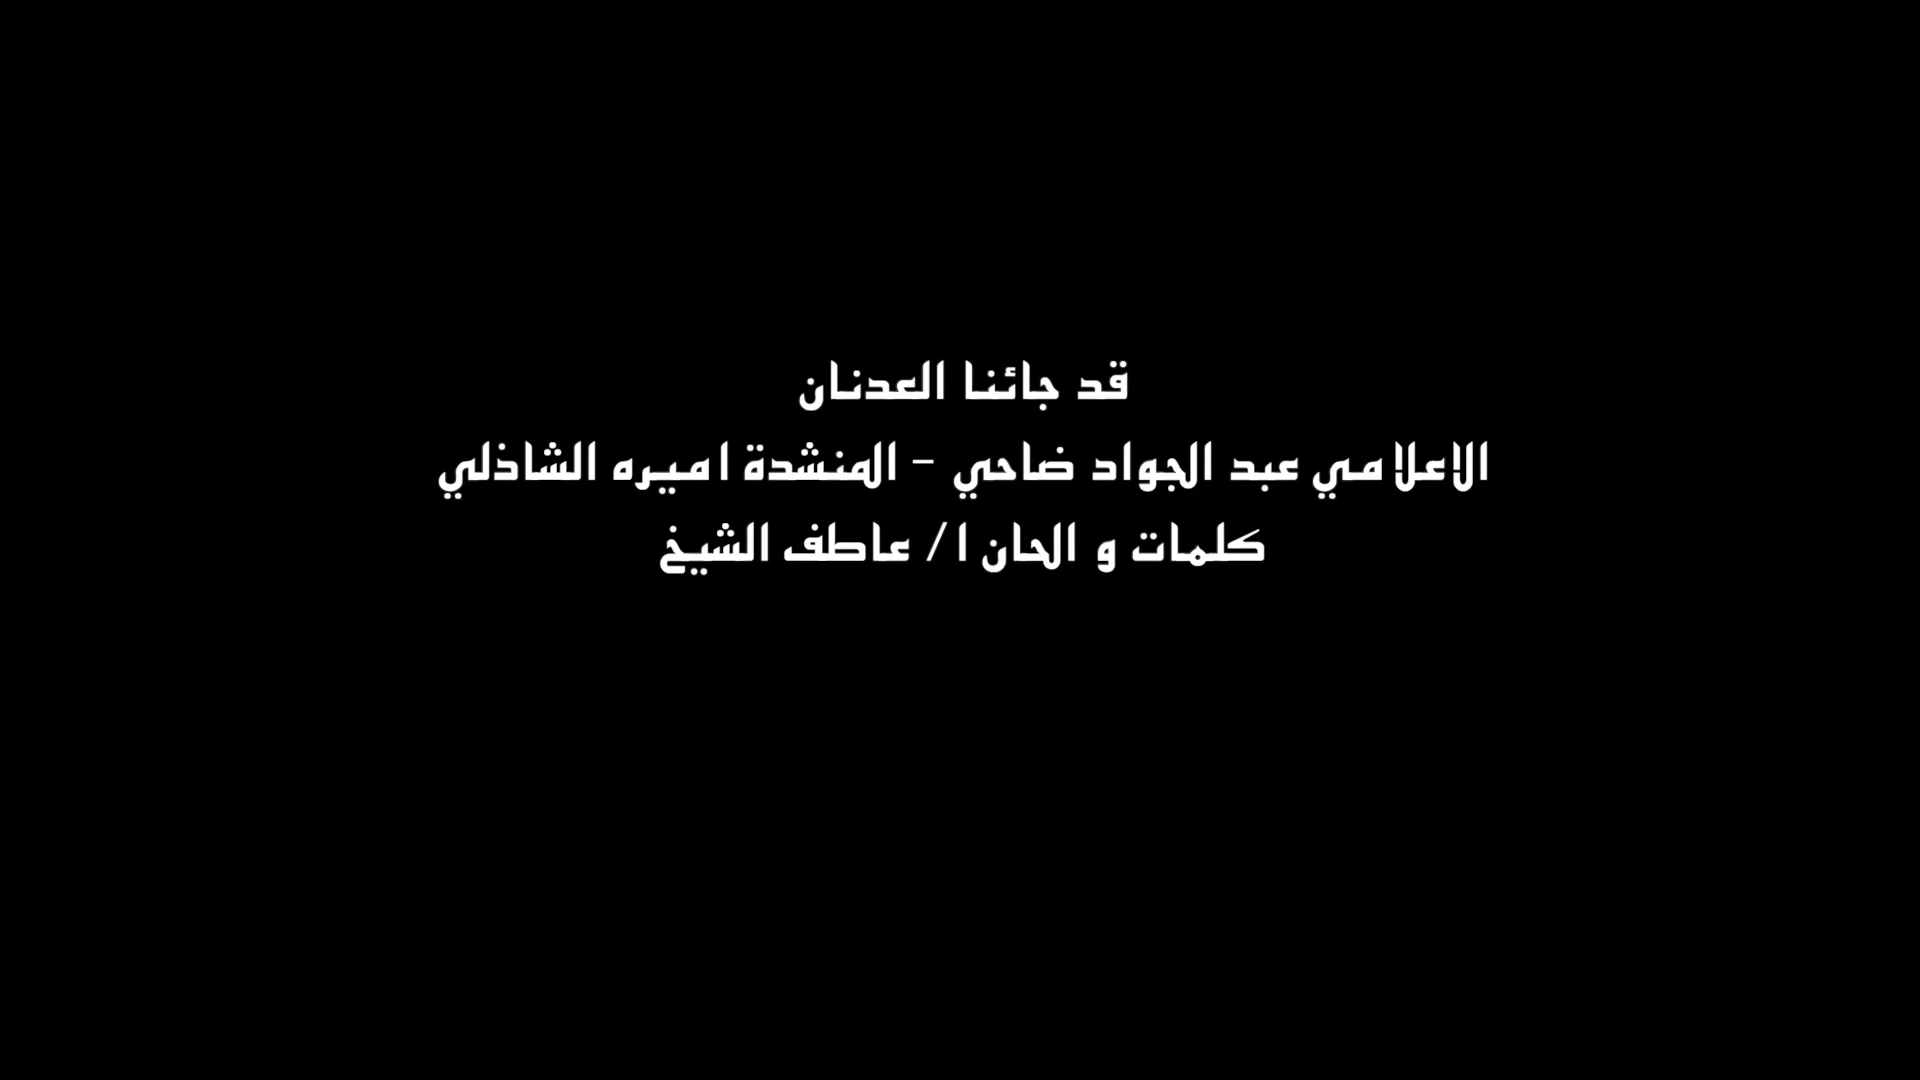 قد جائنا العدنان
الاعلامي عبد الجواد ضاحي - المنشدة اميره الشاذلي
كلمات و الحان ا/ عاطف الشيخ